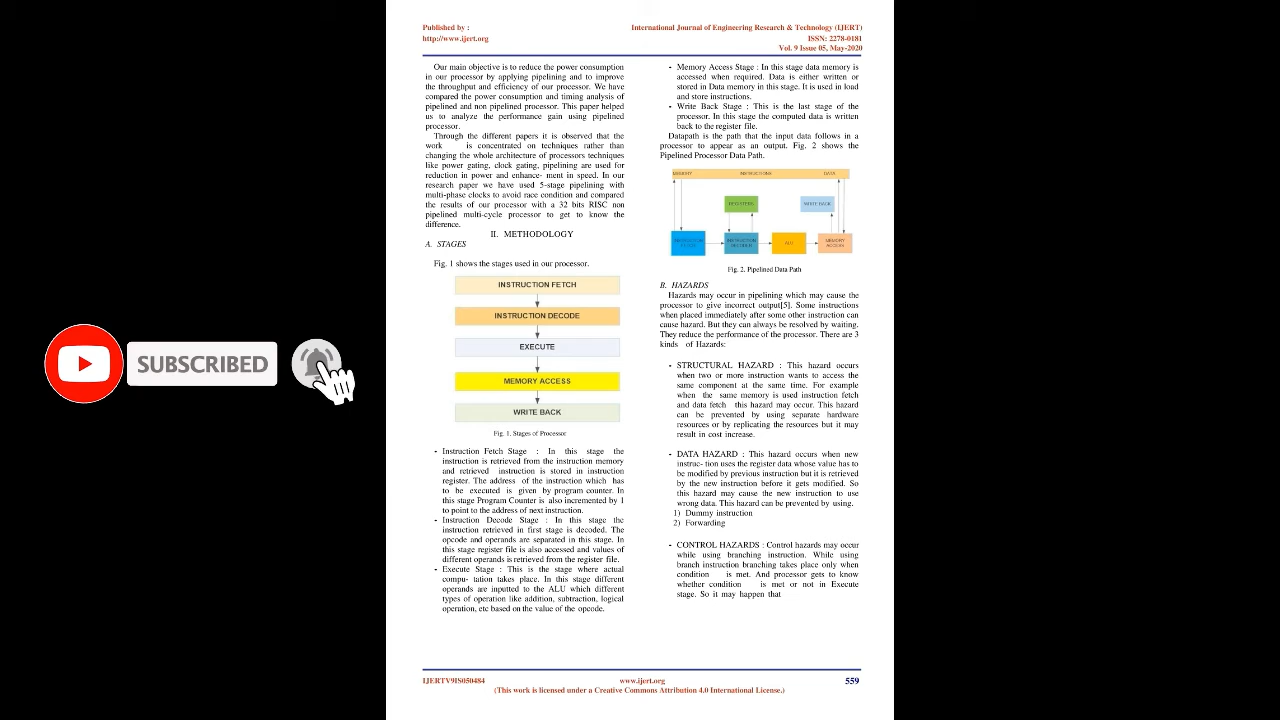 SUBSCRIBED
Published by :
http://www.ijert.org
International Journal of Engineering Research & Technology (IJERT)
ISSN: 2278-0181
Vol. 9 Issue 05, May-2020
Our main objective is to reduce the power consumption
in our processor by applying pipelining and to improve
the throughput and efficiency of our processor. We have
compared the power consumption and timing analysis of
pipelined and non pipelined processor. This paper helped
us to analyze the performance gain using pipelined
processor.
Through the different papers it is observed that the
work is concentrated on techniques rather than
changing the whole architecture of processors techniques
like power gating, clock gating, pipelining are used for
reduction in power and enhance- ment in speed. In our
research paper we have used 5-stage pipelining with
multi-phase clocks to avoid race condition and compared
the results of our processor with a 32 bits RISC non
pipelined multi-cycle processor to get to know the
difference.
II. METHODOLOGY
A. STAGES
Fig. 1 shows the stages used in our processor.
INSTRUCTION FETCH
INSTRUCTION DECODE
EXECUTE
MEMORY ACCESS
WRITE BACK
Fig. 1. Stages of Processor
- Instruction Fetch Stage : In this stage the
instruction is retrieved from the instruction memory
and retrieved instruction is stored in instruction
register. The address of the instruction which has
to be executed is given by program counter. In
this stage Program Counter is also incremented by 1
to point to the address of next instruction.
- Instruction Decode Stage : In this stage the
instruction retrieved in first stage is decoded. The
opcode and operands are separated in this stage. In
this stage register file is also accessed and values of
different operands is retrieved from the register file.
- Execute Stage : This is the stage where actual
compu- tation takes place. In this stage different
operands are inputted to the ALU which different
types of operation like addition, subtraction, logical
operation, etc based on the value of the opcode.
- Memory Access Stage : In this stage data memory is
accessed when required. Data is either written or
stored in Data memory in this stage. It is used in load
and store instructions.
- Write Back Stage : This is the last stage of the
processor. In this stage the computed data is written
back to the register file.
Datapath is the path that the input data follows in a
processor to appear as an output. Fig. 2 shows the
Pipelined Processor Data Path.
MEMORY INSTRUCTIONS DATA
REGISTERS WRITE BACK
INSTRUCTION FETCH
INSTRUCTION DECODER
ALU
MEMORY ACCESS
Fig. 2. Pipelined Data Path
B. HAZARDS
Hazards may occur in pipelining which may cause the
processor to give incorrect output[5]. Some instructions
when placed immediately after some other instruction can
cause hazard. But they can always be resolved by waiting.
They reduce the performance of the processor. There are 3
kinds of Hazards:
- STRUCTURAL HAZARD : This hazard occurs
when two or more instruction wants to access the
same component at the same time. For example
when the same memory is used instruction fetch
and data fetch this hazard may occur. This hazard
can be prevented by using separate hardware
resources or by replicating the resources but it may
result in cost increase.
- DATA HAZARD : This hazard occurs when new
instruc- tion uses the register data whose value has to
be modified by previous instruction but it is retrieved
by the new instruction before it gets modified. So
this hazard may cause the new instruction to use
wrong data. This hazard can be prevented by using.
1) Dummy instruction
2) Forwarding
- CONTROL HAZARDS : Control hazards may occur
while using branching instruction. While using
branch instruction branching takes place only when
condition is met. And processor gets to know
whether condition is met or not in Execute
stage. So it may happen that
IJERTV9IS050484
www.ijert.org
559
(This work is licensed under a Creative Commons Attribution 4.0 International License.)